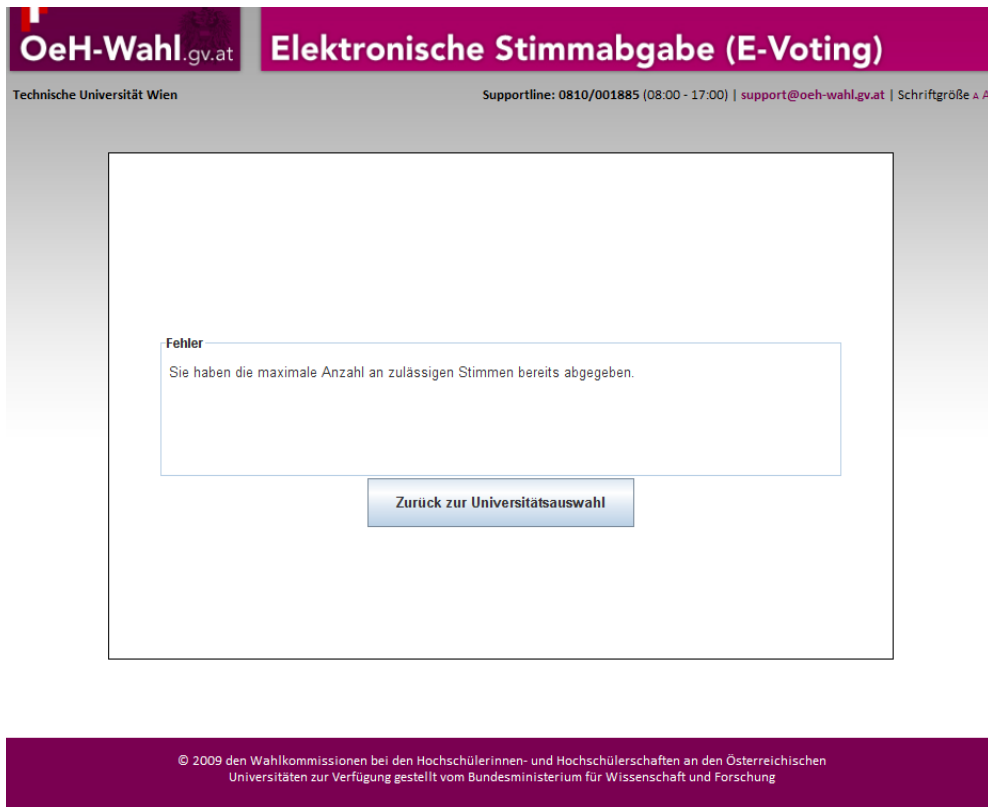 OeH-Wahl.gv.at
Elektronische Stimmabgabe (E-Voting)
Technische Universität Wien
Supportline: 0810/001885 (08:00 - 17:00) | support@oeh-wahl.gv.at | Schriftgröße A A
Fehler
Sie haben die maximale Anzahl an zulässigen Stimmen bereits abgegeben.
Zurück zur Universitätsauswahl
© 2009 den Wahlkommissionen bei den Hochschülerinnen- und Hochschülerschaften an den Österreichischen
Universitäten zur Verfügung gestellt vom Bundesministerium für Wissenschaft und Forschung